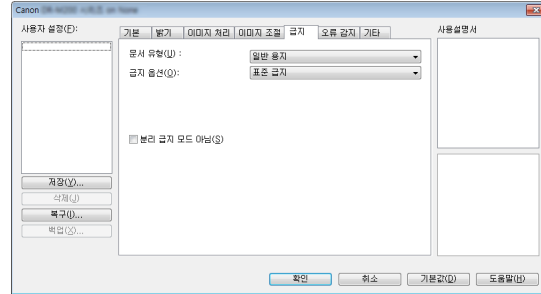 Canon on None
사용자 설정(F):
저장(Y)...
삭제(J)
복구(I)...
백업(X)...
기본 밝기 이미지 처리 이미지 조절 급지 오류 감지 기타
문서 유형(U) : 일반 용지
급지 옵션(O): 표준 급지
분리 급지 모드 아님(S)
사용설명서
확인 취소 기본값(D) 도움말(H)